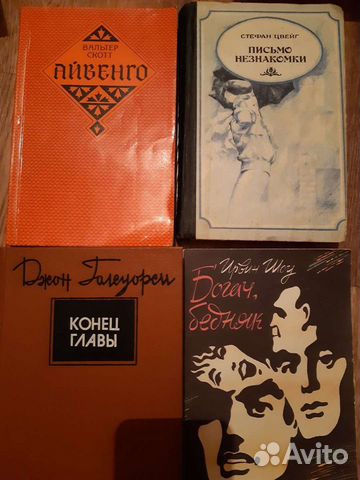 ВАЛЬТЕР
СКОТТ
АЙВЕНГО
СТЕФАН ЦВЕЙГ
ПИСЬМО
НЕЗНАКОМКИ
Джон Голсуорси
КОНЕЦ
ГЛАВЫ
Ирвин Шоу
Богач,
бедняк
Avito